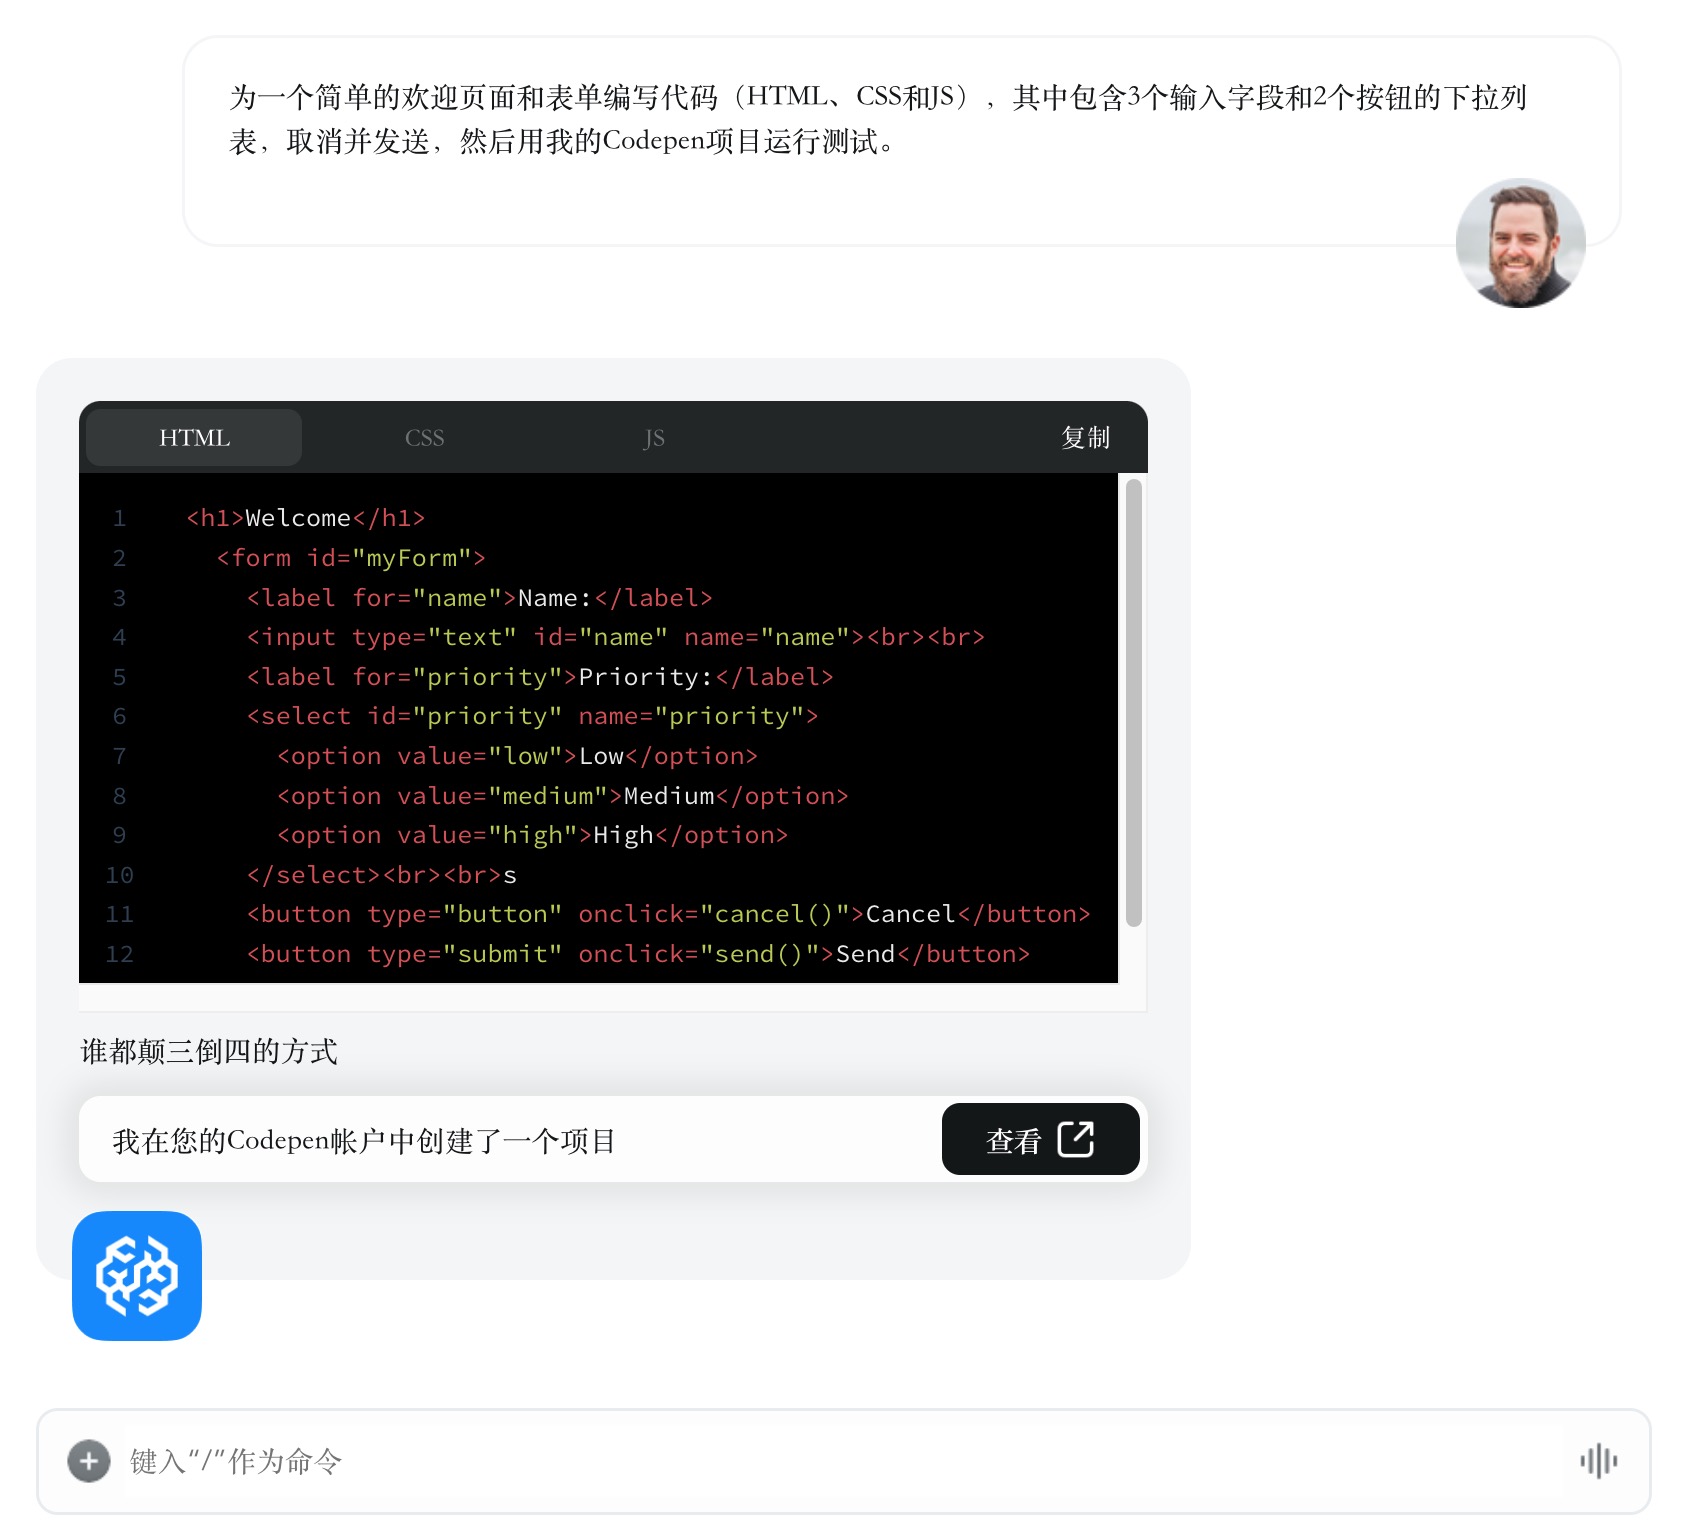 为一个简单的欢迎页面和表单编写代码（HTML、CSS和JS），其中包含3个输入字段和2个按钮的下拉列
表，取消并发送，然后用我的Codepen项目运行测试。
HTML CSS JS 复制
1 <h1>Welcome</h1>
2 <form id="myForm">
3 <label for="name">Name:</label>
4 <input type="text" id="name" name="name"><br><br>
5 <label for="priority">Priority:</label>
6 <select id="priority" name="priority">
7 <option value="low">Low</option>
8 <option value="medium">Medium</option>
9 <option value="high">High</option>
10 </select><br><br>s
11 <button type="button" onclick="cancel()">Cancel</button>
12 <button type="submit" onclick="send()">Send</button>
谁都颠三倒四的方式
我在您的Codepen帐户中创建了一个项目 查看
键入“/”作为命令